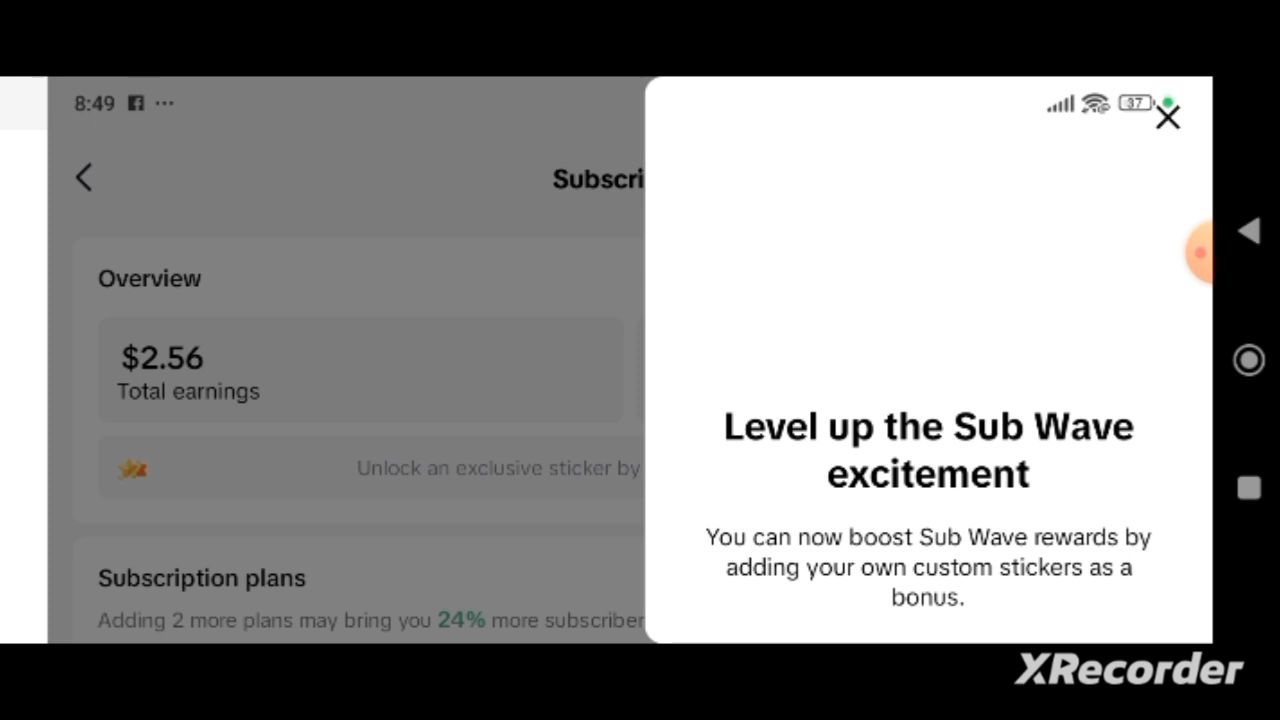 8:49
37
Subscri
Overview
$2.56
Total earnings
Unlock an exclusive sticker by
Subscription plans
Adding 2 more plans may bring you 24% more subscriber
Level up the Sub Wave
excitement
You can now boost Sub Wave rewards by
adding your own custom stickers as a
bonus.
XRecorder